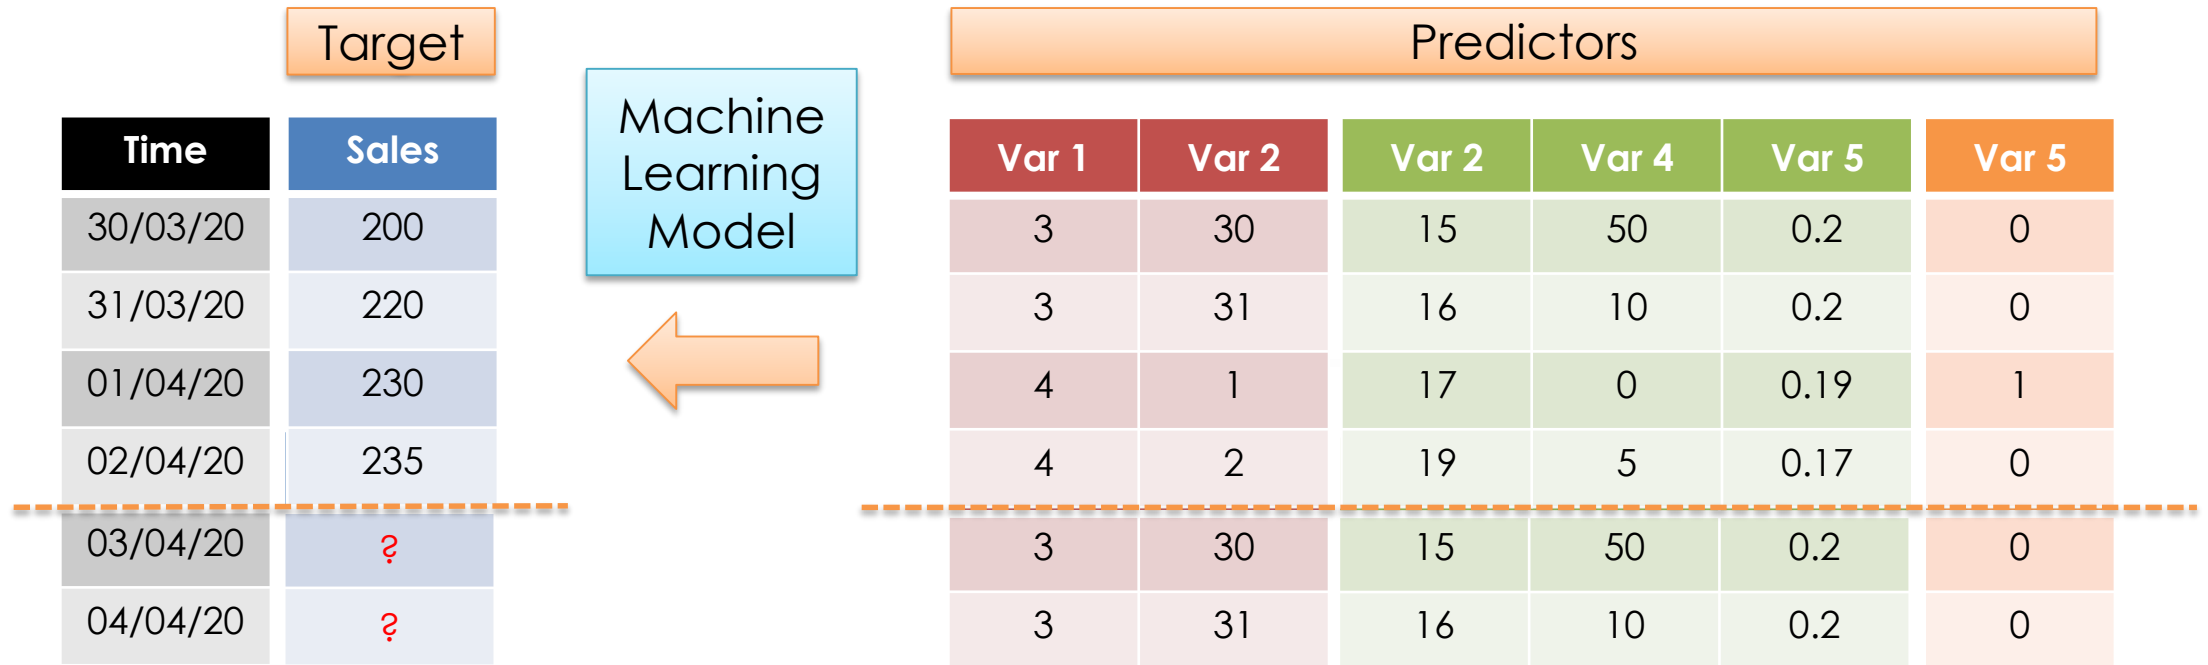 Target
Predictors
Machine
Learning
Model
Time Sales Var 1 Var 2 Var 2 Var 4 Var 5 Var 5
30/03/20 200 3 30 15 50 0.2 0
31/03/20 220 3 31 16 10 0.2 0
01/04/20 230 4 1 17 0 0.19 1
02/04/20 235 4 2 19 5 0.17 0
03/04/20 ? 3 30 15 50 0.2 0
04/04/20 ? 3 31 16 10 0.2 0